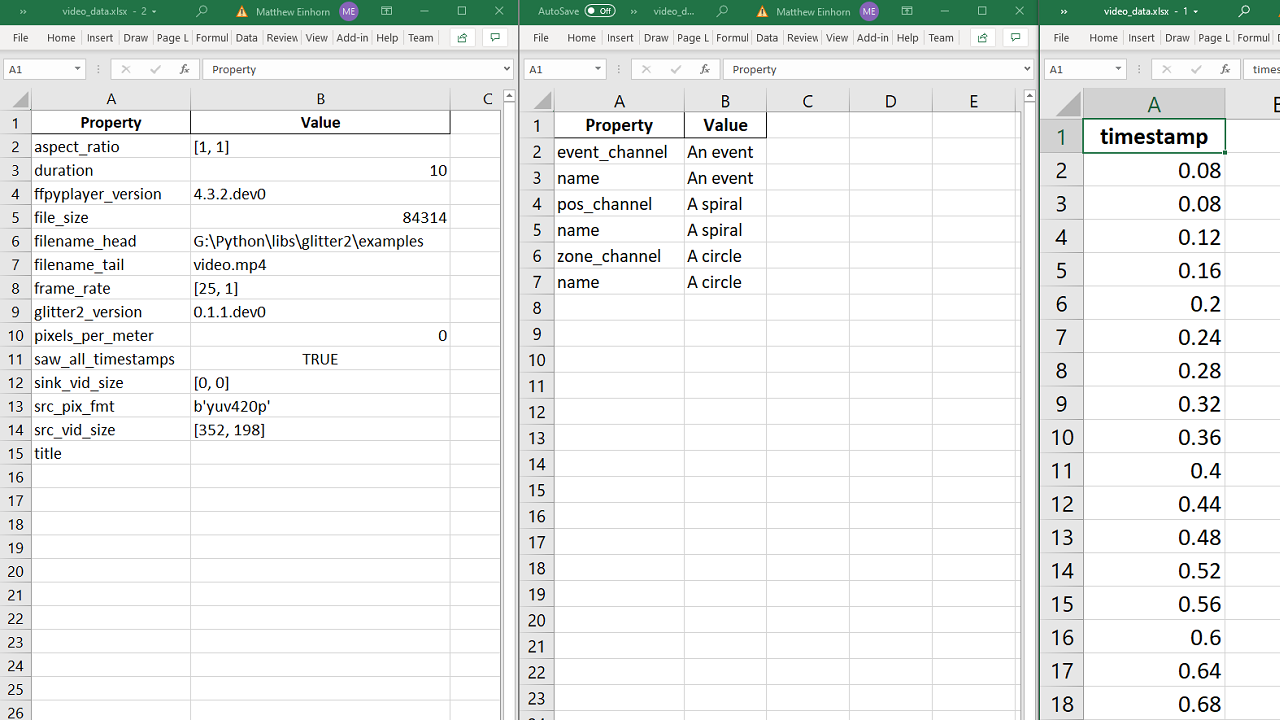 » video_data.xlsx - 2 Matthew Einhorn ME
File Home Insert Draw Page L Formul Data Review View Add-in Help Team
A1 fx Property
A B C
1 Property Value
2 aspect_ratio [1, 1]
3 duration 10
4 ffpyplayer_version 4.3.2.dev0
5 file_size 84314
6 filename_head G:\Python\libs\glitter2\examples
7 filename_tail video.mp4
8 frame_rate [25, 1]
9 glitter2_version 0.1.1.dev0
10 pixels_per_meter 0
11 saw_all_timestamps TRUE
12 sink_vid_size [0, 0]
13 src_pix_fmt b'yuv420p'
14 src_vid_size [352, 198]
15 title
16
17
18
19
20
21
22
23
24
25
26
AutoSave Off » video_d... Matthew Einhorn ME
File Home Insert Draw Page L Formul Data Review View Add-in Help Team
A1 fx Property
A B C D E
1 Property Value
2 event_channel An event
3 name An event
4 pos_channel A spiral
5 name A spiral
6 zone_channel A circle
7 name A circle
8
9
10
11
12
13
14
15
16
17
18
19
20
21
22
23
» video_data.xlsx - 1
File Home Insert Draw Page L Formul
A1 fx times
A
1 timestamp
2 0.08
3 0.08
4 0.12
5 0.16
6 0.2
7 0.24
8 0.28
9 0.32
10 0.36
11 0.4
12 0.44
13 0.48
14 0.52
15 0.56
16 0.6
17 0.64
18 0.68